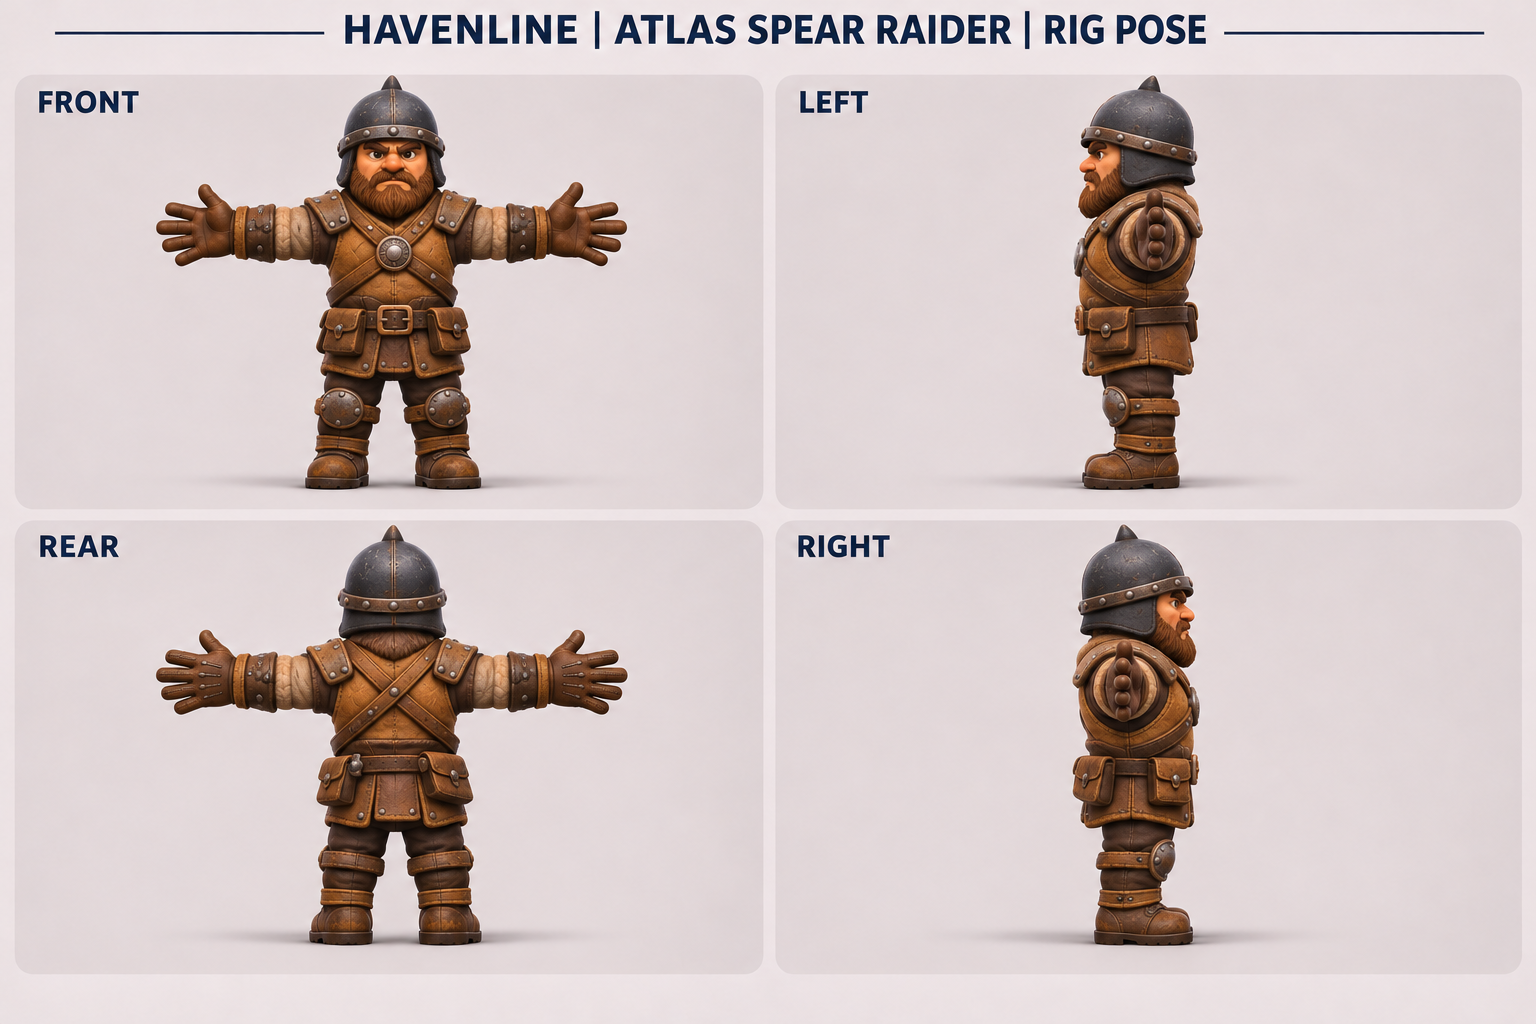 HAVENLINE | ATLAS SPEAR RAIDER | RIG POSE
FRONT
LEFT
REAR
RIGHT